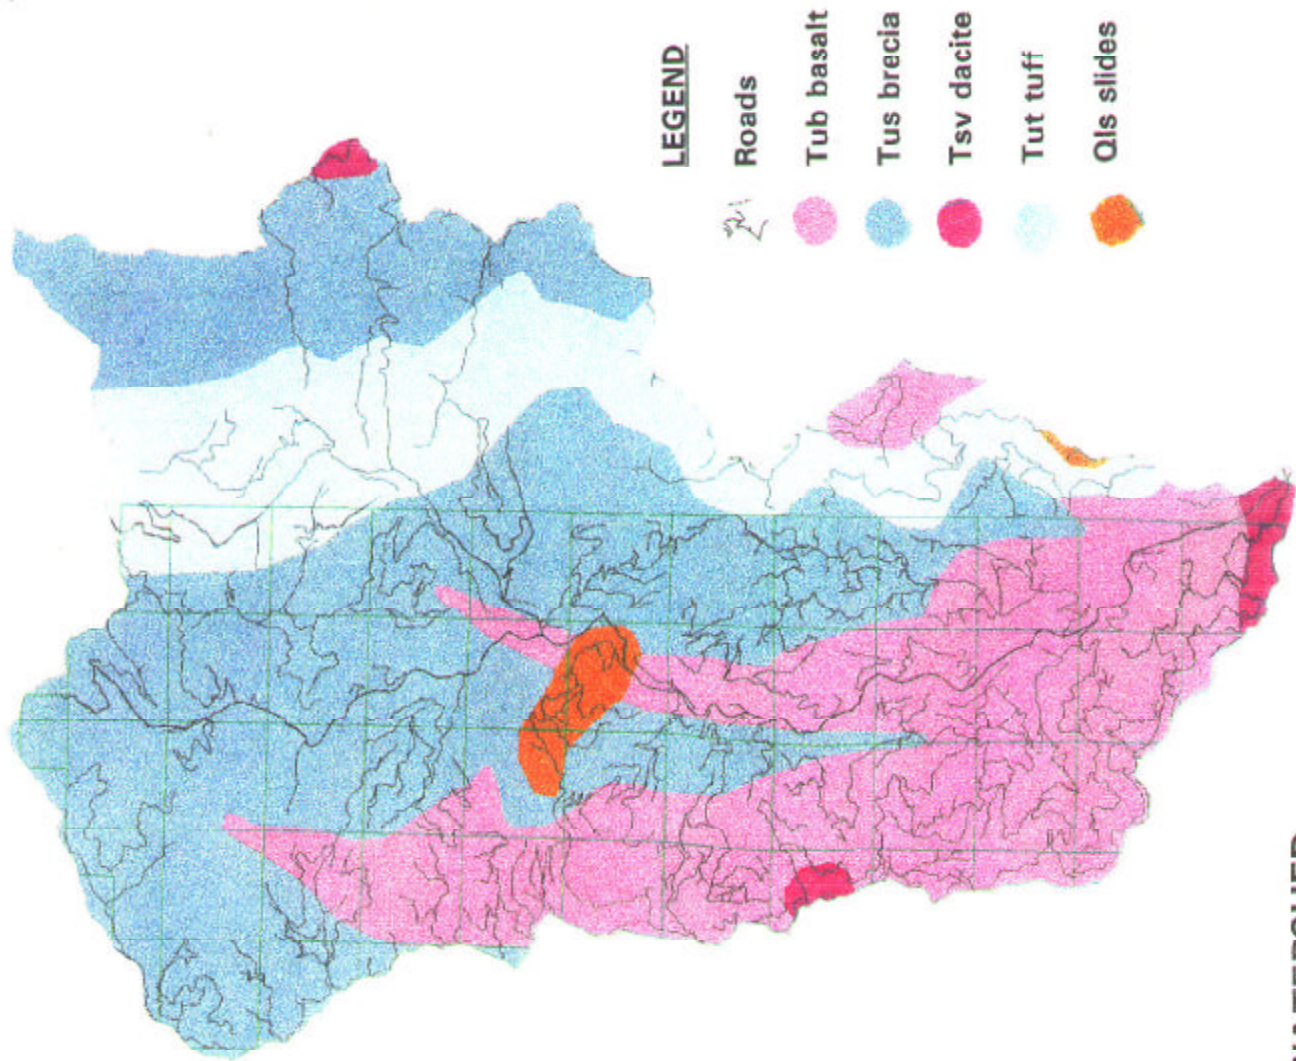 LEGEND
Roads
Tub basalt
Tus brecia
Tsv dacite
Tut tuff
Qls slides